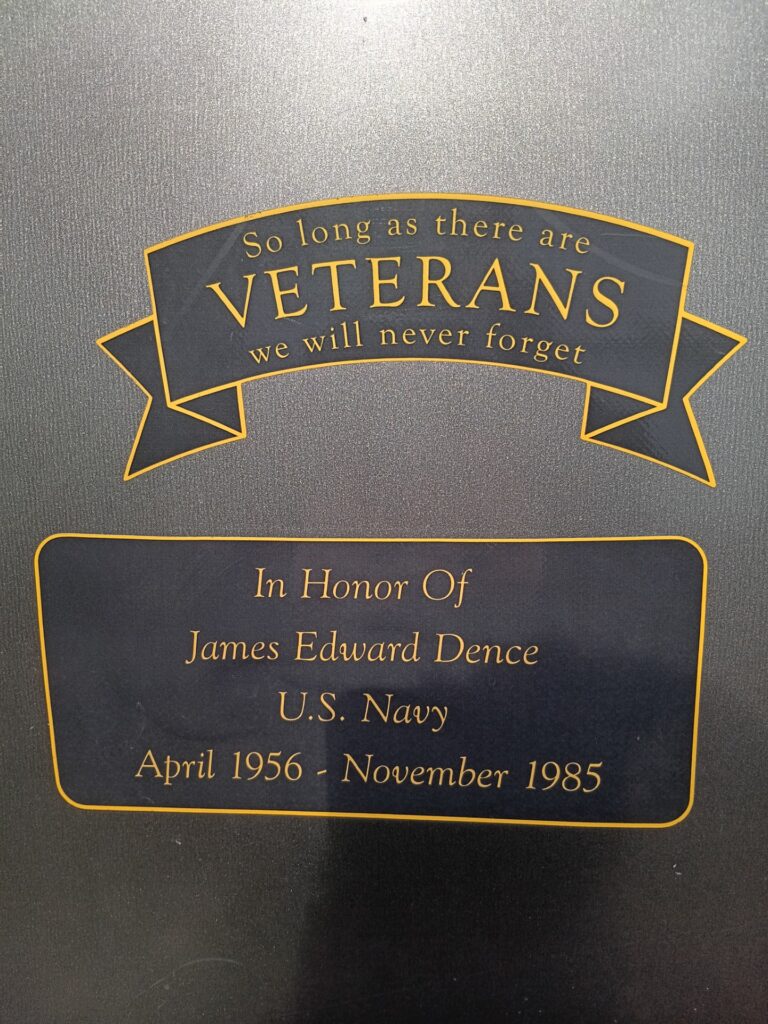 So long as there are
VETERANS
we will never forget
In Honor Of
James Edward Dence
U.S. Navy
April 1956 - November 1985